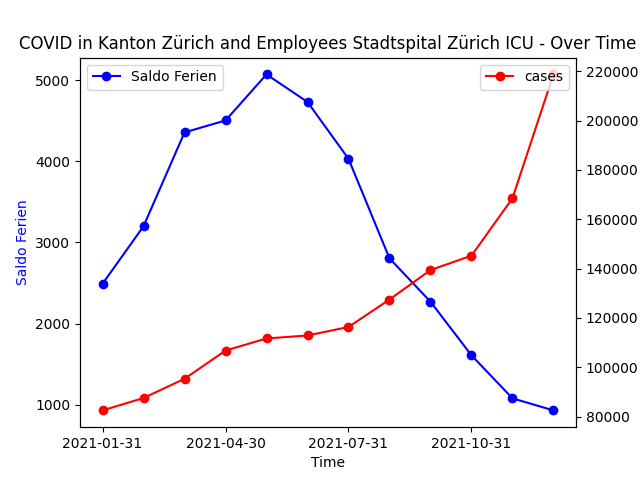 COVID in Kanton Zürich and Employees Stadtspital Zürich ICU - Over Time
Saldo Ferien
cases
5000
4000
3000
2000
1000
Saldo Ferien
220000
200000
180000
160000
140000
120000
100000
80000
2021-01-31 2021-04-30 2021-07-31 2021-10-31
Time